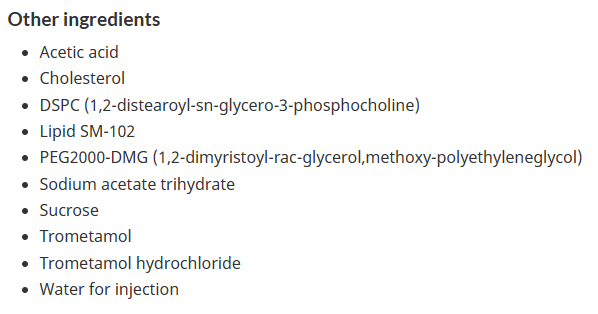 Other ingredients
• Acetic acid
• Cholesterol
• DSPC (1,2-distearoyl-sn-glycero-3-phosphocholine)
• Lipid SM-102
• PEG2000-DMG (1,2-dimyristoyl-rac-glycerol,methoxy-polyethyleneglycol)
• Sodium acetate trihydrate
• Sucrose
• Trometamol
• Trometamol hydrochloride
• Water for injection